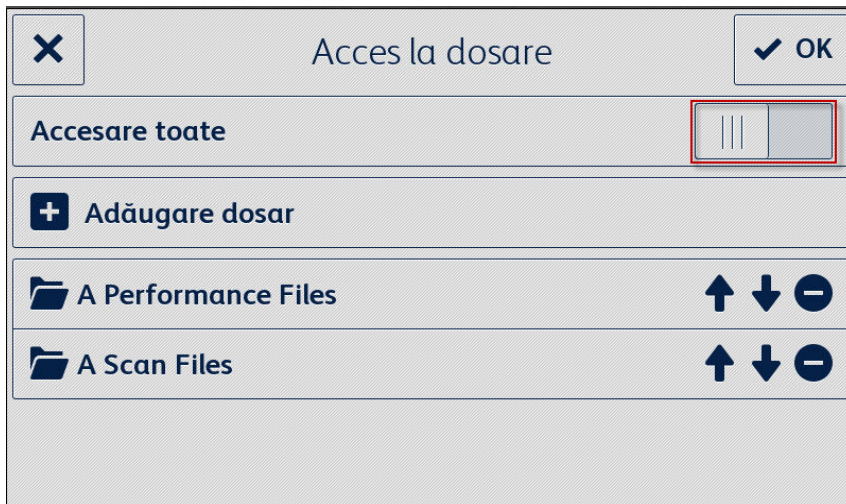 Acces la dosare
OK
Accesare toate
Adăugare dosar
A Performance Files
A Scan Files